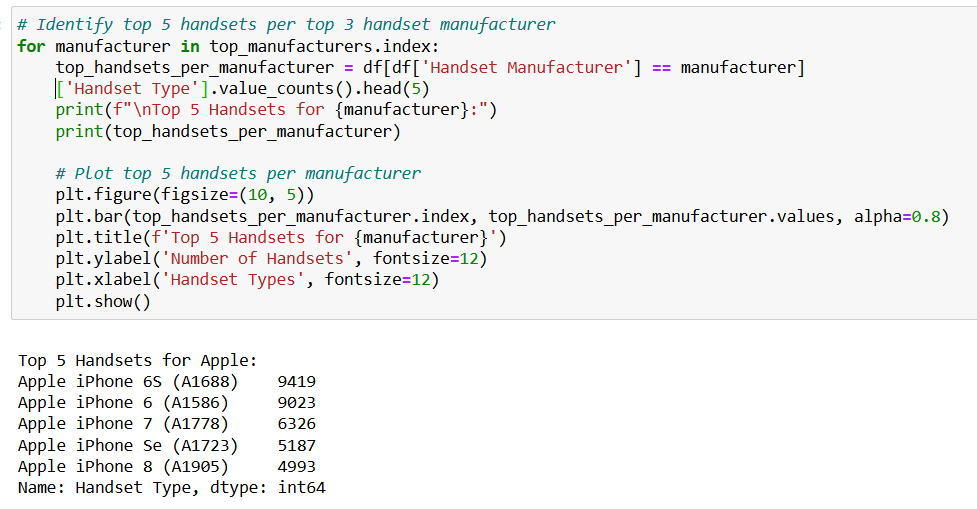 # Identify top 5 handsets per top 3 handset manufacturer
for manufacturer in top_manufacturers.index:
    top_handsets_per_manufacturer = df[df['Handset Manufacturer'] == manufacturer]
    ['Handset Type'].value_counts().head(5)
    print(f"\nTop 5 Handsets for {manufacturer}:")
    print(top_handsets_per_manufacturer)

    # Plot top 5 handsets per manufacturer
    plt.figure(figsize=(10, 5))
    plt.bar(top_handsets_per_manufacturer.index, top_handsets_per_manufacturer.values, alpha=0.8)
    plt.title(f'Top 5 Handsets for {manufacturer}')
    plt.ylabel('Number of Handsets', fontsize=12)
    plt.xlabel('Handset Types', fontsize=12)
    plt.show()

Top 5 Handsets for Apple:
Apple iPhone 6S (A1688)    9419
Apple iPhone 6 (A1586)     9023
Apple iPhone 7 (A1778)     6326
Apple iPhone Se (A1723)    5187
Apple iPhone 8 (A1905)     4993
Name: Handset Type, dtype: int64